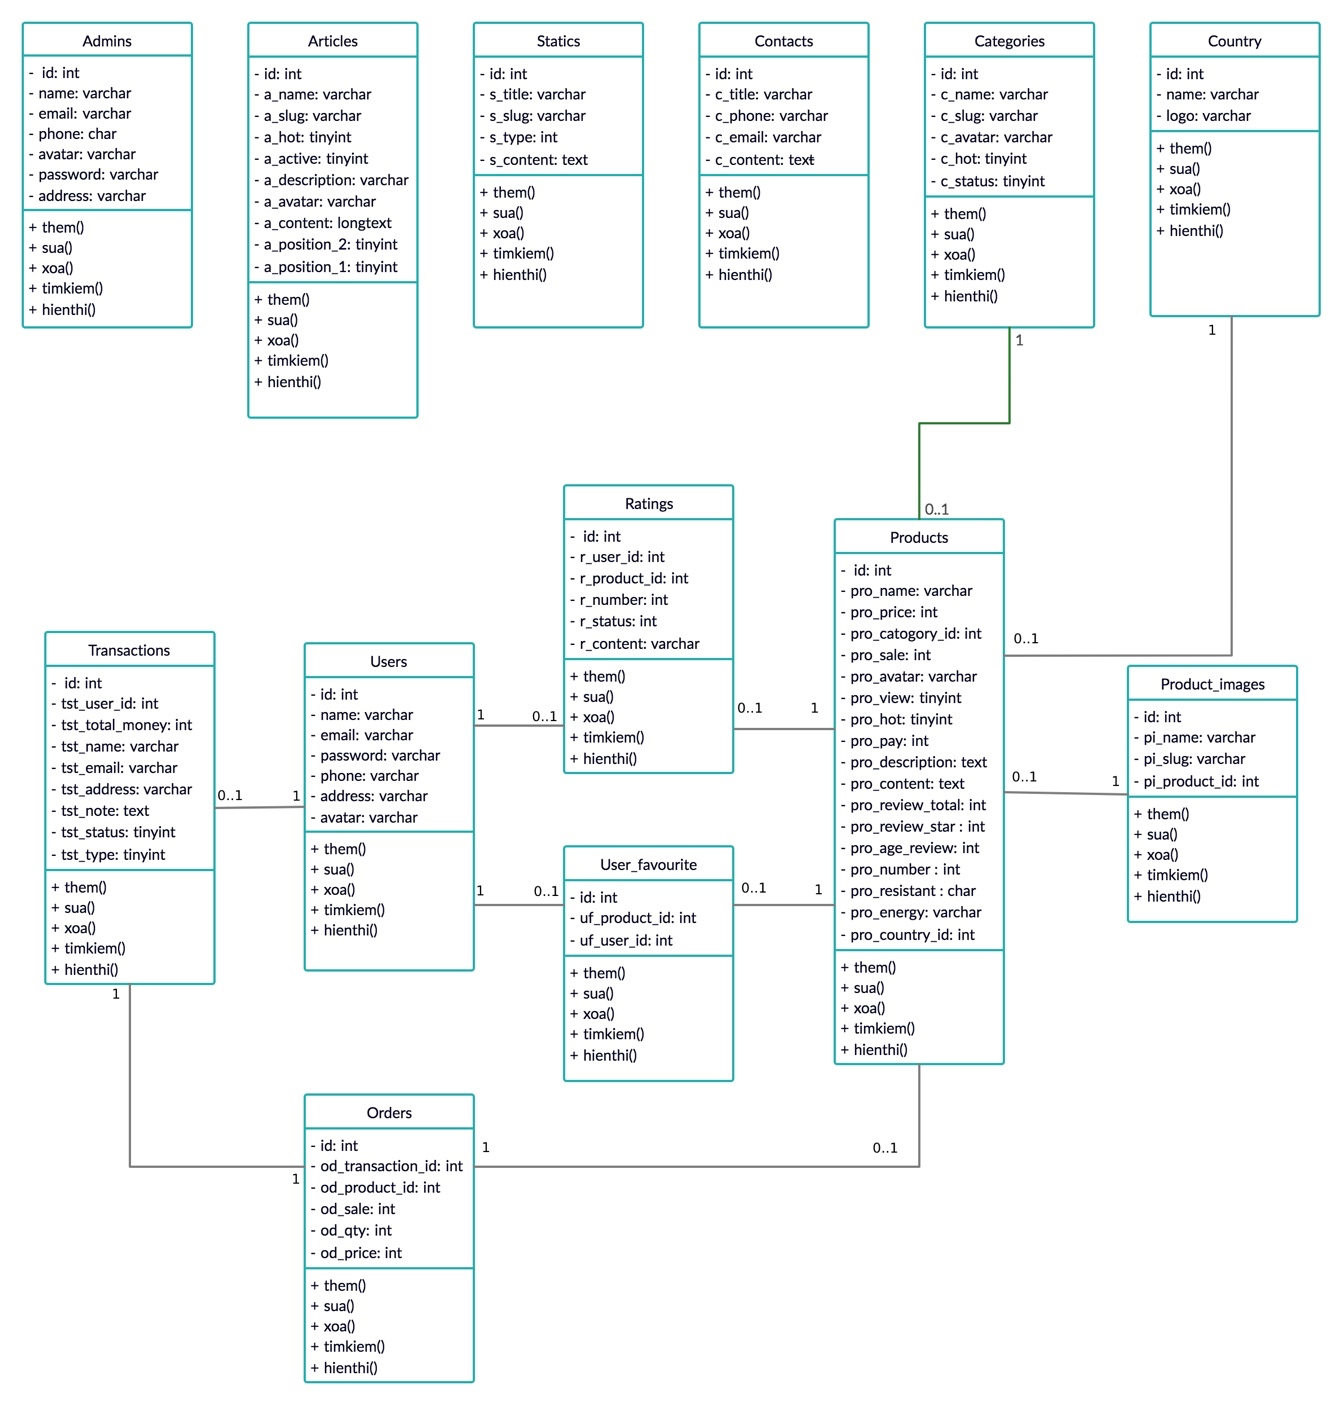 Admins
- id: int
- name: varchar
- email: varchar
- phone: char
- avatar: varchar
- password: varchar
- address: varchar
+ them()
+ sua()
+ xoa()
+ timkiem()
+ hienthi()
Articles
- id: int
- a_name: varchar
- a_slug: varchar
- a_hot: tinyint
- a_active: tinyint
- a_description: varchar
- a_avatar: varchar
- a_content: longtext
- a_position_2: tinyint
- a_position_1: tinyint
+ them()
+ sua()
+ xoa()
+ timkiem()
+ hienthi()
Statics
- id: int
- s_title: varchar
- s_slug: varchar
- s_type: int
- s_content: text
+ them()
+ sua()
+ xoa()
+ timkiem()
+ hienthi()
Contacts
- id: int
- c_title: varchar
- c_phone: varchar
- c_email: varchar
- c_content: text
+ them()
+ sua()
+ xoa()
+ timkiem()
+ hienthi()
Categories
- id: int
- c_name: varchar
- c_slug: varchar
- c_avatar: varchar
- c_hot: tinyint
- c_status: tinyint
+ them()
+ sua()
+ xoa()
+ timkiem()
+ hienthi()
Country
- id: int
- name: varchar
- logo: varchar
+ them()
+ sua()
+ xoa()
+ timkiem()
+ hienthi()
1
1
0..1
Ratings
- id: int
- r_user_id: int
- r_product_id: int
- r_number: int
- r_status: int
- r_content: varchar
+ them()
+ sua()
+ xoa()
+ timkiem()
+ hienthi()
Products
- id: int
- pro_name: varchar
- pro_price: int
- pro_catogory_id: int
- pro_sale: int
- pro_avatar: varchar
- pro_view: tinyint
- pro_hot: tinyint
- pro_pay: int
- pro_description: text
- pro_content: text
- pro_review_total: int
- pro_review_star : int
- pro_age_review: int
- pro_number : int
- pro_resistant : char
- pro_energy: varchar
- pro_country_id: int
+ them()
+ sua()
+ xoa()
+ timkiem()
+ hienthi()
0..1
Product_images
- id: int
- pi_name: varchar
- pi_slug: varchar
- pi_product_id: int
+ them()
+ sua()
+ xoa()
+ timkiem()
+ hienthi()
0..1
1
Transactions
- id: int
- tst_user_id: int
- tst_total_money: int
- tst_name: varchar
- tst_email: varchar
- tst_address: varchar
- tst_note: text
- tst_status: tinyint
- tst_type: tinyint
+ them()
+ sua()
+ xoa()
+ timkiem()
+ hienthi()
0..1
1
Users
- id: int
- name: varchar
- email: varchar
- password: varchar
- phone: varchar
- address: varchar
- avatar: varchar
+ them()
+ sua()
+ xoa()
+ timkiem()
+ hienthi()
1
0..1
0..1
1
1
0..1
User_favourite
- id: int
- uf_product_id: int
- uf_user_id: int
+ them()
+ sua()
+ xoa()
+ timkiem()
+ hienthi()
0..1
1
1
1
Orders
- id: int
- od_transaction_id: int
- od_product_id: int
- od_sale: int
- od_qty: int
- od_price: int
+ them()
+ sua()
+ xoa()
+ timkiem()
+ hienthi()
1
0..1